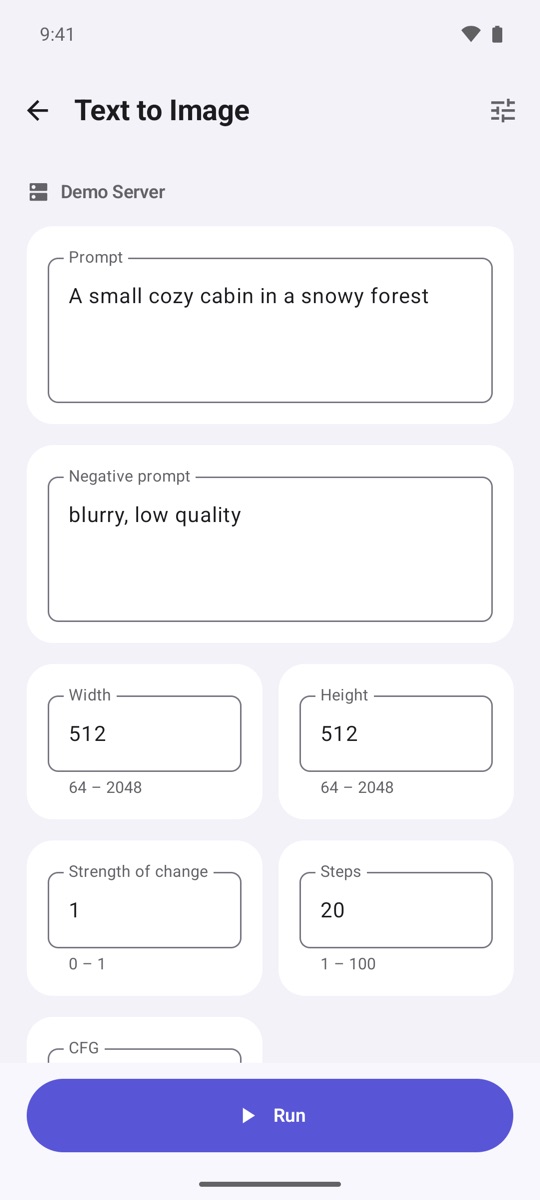 9:41
Text to Image
Demo Server
Prompt
A small cozy cabin in a snowy forest
Negative prompt
blurry, low quality
Width
512
64 – 2048
Height
512
64 – 2048
Strength of change
1
0 – 1
Steps
20
1 – 100
CFG
Run